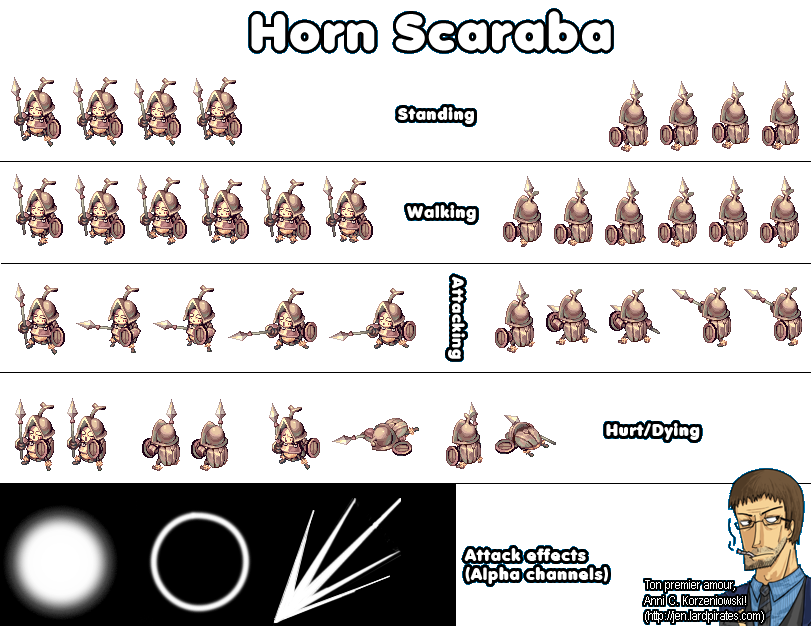 Horn Scaraba
Standing
Walking
Attacking
Hurt/Dying
Attack effects
(Alpha channels)
Ton premier amour,
Anni C. Korzeniowski!
(http://jen.lardpirates.com)